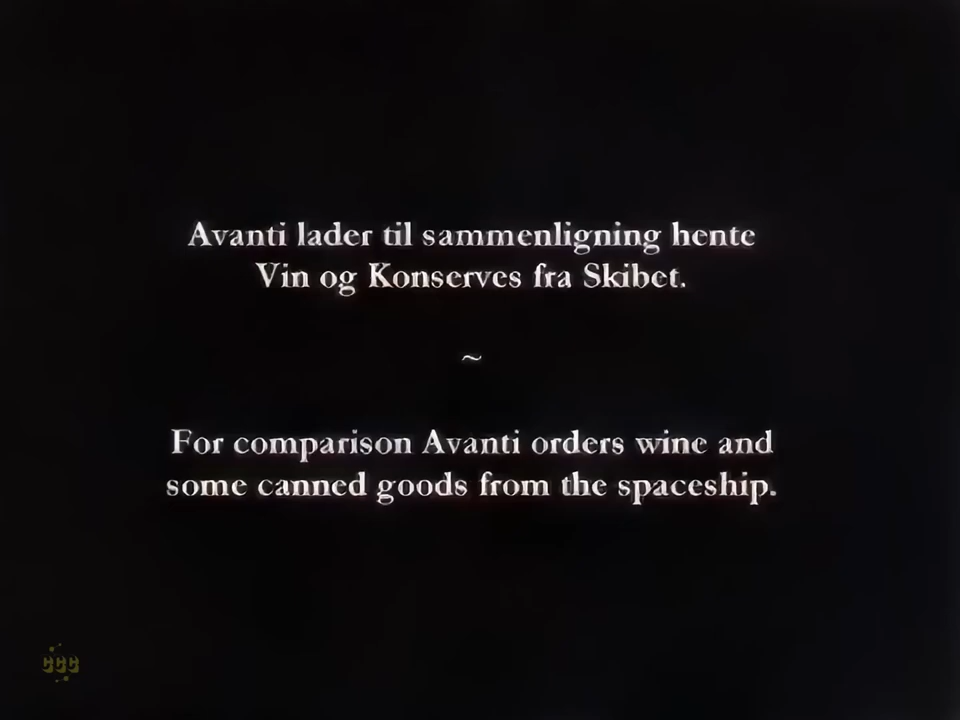 Avanti lader til sammenligning hente
Vin og Konserves fra Skibet.
~
For comparison Avanti orders wine and
some canned goods from the spaceship.
CCC